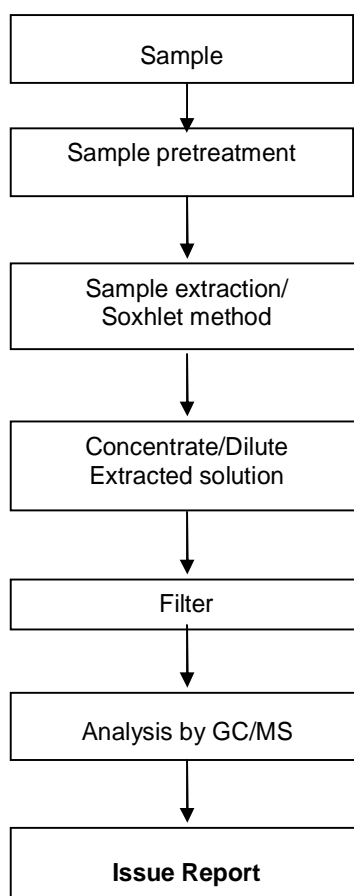 Sample
Sample pretreatment
Sample extraction/
Soxhlet method
Concentrate/Dilute
Extracted solution
Filter
Analysis by GC/MS
Issue Report